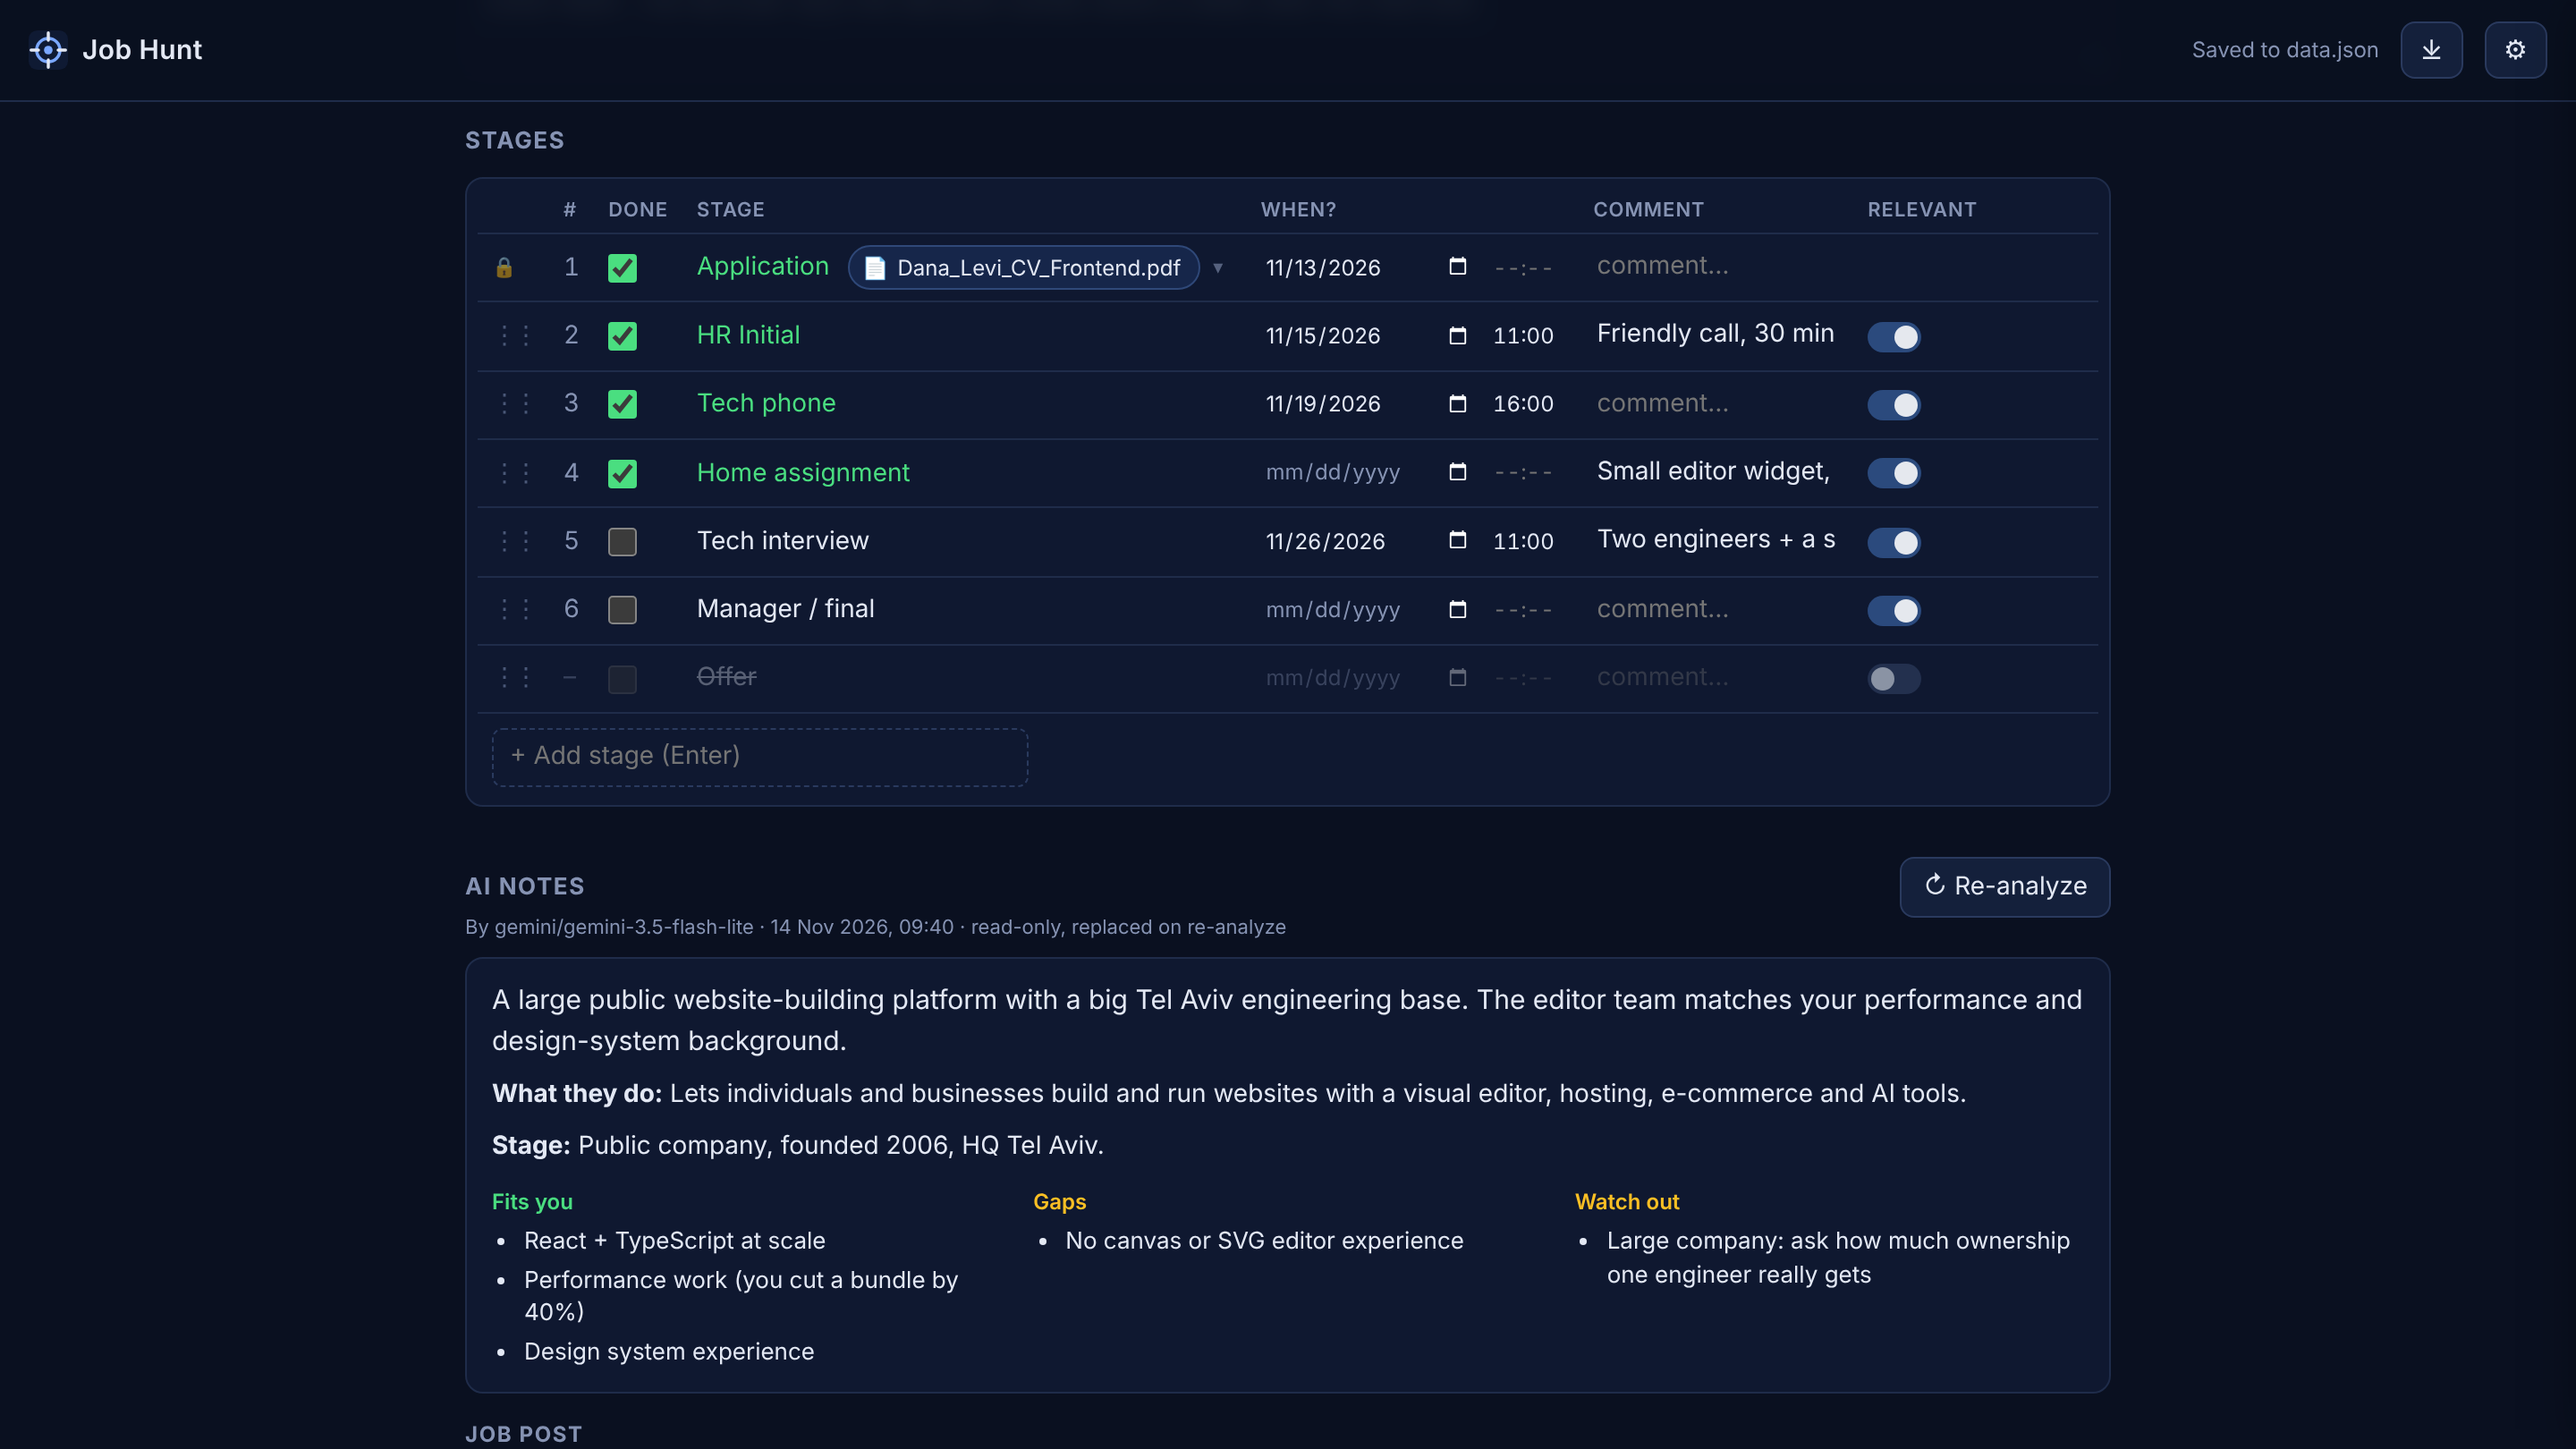 Job Hunt
Saved to data.json
STAGES
# DONE STAGE WHEN? COMMENT RELEVANT
1 Application Dana_Levi_CV_Frontend.pdf 11/13/2026 --:-- comment...
2 HR Initial 11/15/2026 11:00 Friendly call, 30 min
3 Tech phone 11/19/2026 16:00 comment...
4 Home assignment mm/dd/yyyy --:-- Small editor widget,
5 Tech interview 11/26/2026 11:00 Two engineers + a s
6 Manager / final mm/dd/yyyy --:-- comment...
– Offer mm/dd/yyyy --:-- comment...
+ Add stage (Enter)
AI NOTES
Re-analyze
By gemini/gemini-3.5-flash-lite · 14 Nov 2026, 09:40 · read-only, replaced on re-analyze
A large public website-building platform with a big Tel Aviv engineering base. The editor team matches your performance and
design-system background.
What they do: Lets individuals and businesses build and run websites with a visual editor, hosting, e-commerce and AI tools.
Stage: Public company, founded 2006, HQ Tel Aviv.
Fits you
• React + TypeScript at scale
• Performance work (you cut a bundle by
40%)
• Design system experience
Gaps
• No canvas or SVG editor experience
Watch out
• Large company: ask how much ownership
one engineer really gets
JOB POST